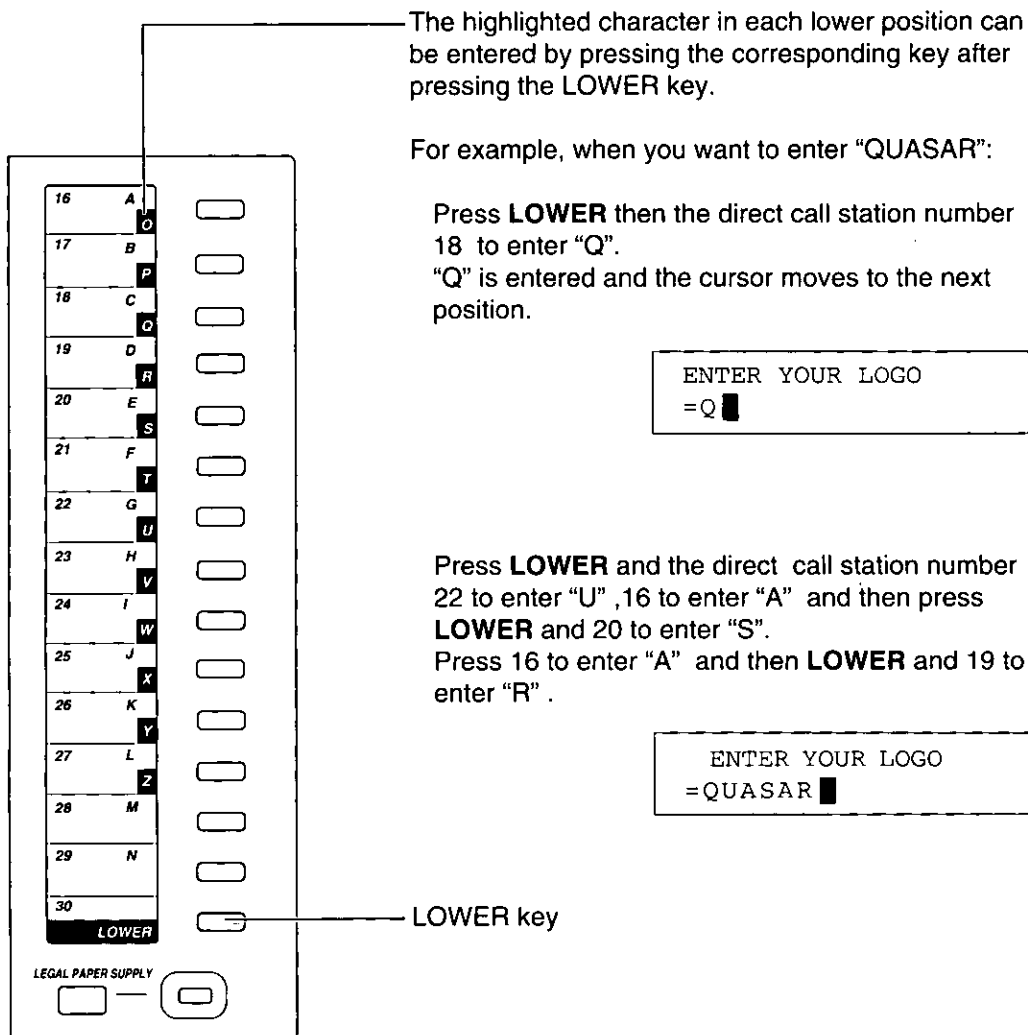 The highlighted character in each lower position can
be entered by pressing the corresponding key after
pressing the LOWER key.
For example, when you want to enter “QUASAR”:
Press LOWER then the direct call station number
18 to enter “Q”.
“Q” is entered and the cursor moves to the next
position.
ENTER YOUR LOGO
=Q
Press LOWER and the direct call station number
22 to enter “U” ,16 to enter “A” and then press
LOWER and 20 to enter “S”.
Press 16 to enter “A” and then LOWER and 19 to
enter “R” .
ENTER YOUR LOGO
=QUASAR
LOWER key
16 A
O
17 B
P
18 C
Q
19 D
R
20 E
S
21 F
T
22 G
U
23 H
V
24 I
W
25 J
X
26 K
Y
27 L
Z
28 M
29 N
30
LOWER
LEGAL PAPER SUPPLY